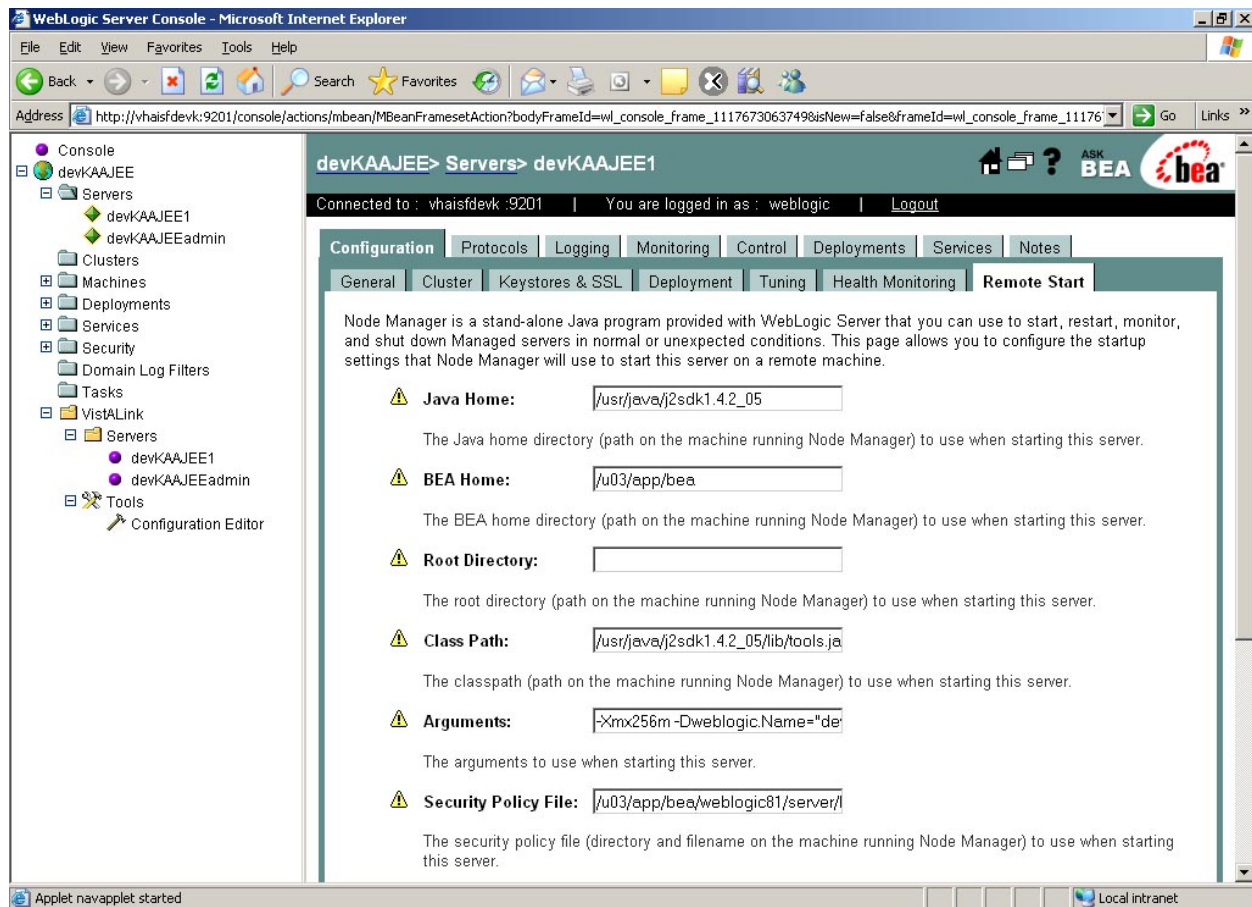 WebLogic Server Console - Microsoft Internet Explorer
File Edit View Favorites Tools Help
Back Search Favorites
Address http://vhaisfdevk:9201/console/actions/mbean/MBeanFramesetAction?bodyFrameId=wl_console_frame_1117673063749&isNew=false&frameId=wl_console_frame_11176 Go Links »
Console
devKAAJEE
Servers
devKAAJEE1
devKAAJEEadmin
Clusters
Machines
Deployments
Services
Security
Domain Log Filters
Tasks
VistALink
Servers
devKAAJEE1
devKAAJEEadmin
Tools
Configuration Editor
devKAAJEE> Servers> devKAAJEE1
? ASK BEA bea
Connected to : vhaisfdevk :9201 | You are logged in as : weblogic | Logout
Configuration Protocols Logging Monitoring Control Deployments Services Notes
General Cluster Keystores & SSL Deployment Tuning Health Monitoring Remote Start
Node Manager is a stand-alone Java program provided with WebLogic Server that you can use to start, restart, monitor,
and shut down Managed servers in normal or unexpected conditions. This page allows you to configure the startup
settings that Node Manager will use to start this server on a remote machine.
Java Home: /usr/java/j2sdk1.4.2_05
The Java home directory (path on the machine running Node Manager) to use when starting this server.
BEA Home: /u03/app/bea
The BEA home directory (path on the machine running Node Manager) to use when starting this server.
Root Directory:
The root directory (path on the machine running Node Manager) to use when starting this server.
Class Path: /usr/java/j2sdk1.4.2_05/lib/tools.ja
The classpath (path on the machine running Node Manager) to use when starting this server.
Arguments: -Xmx256m -Dweblogic.Name="de
The arguments to use when starting this server.
Security Policy File: /u03/app/bea/weblogic81/server/l
The security policy file (directory and filename on the machine running Node Manager) to use when starting
this server.
Applet navapplet started
Local intranet